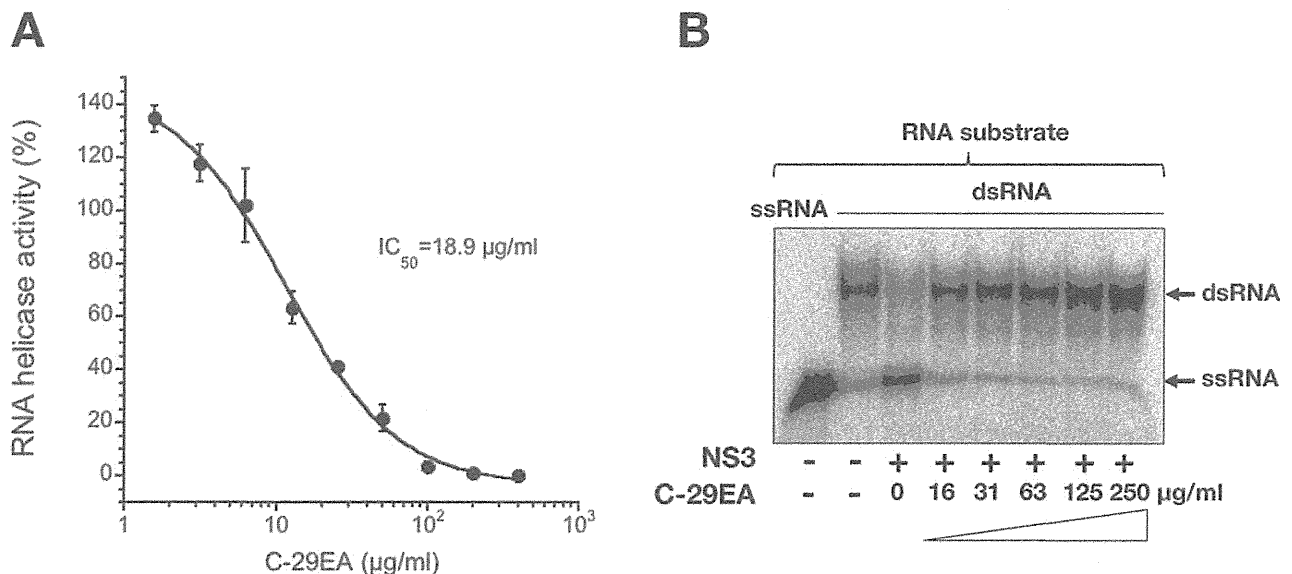 A
RNA helicase activity (%)
140
120
100
80
60
40
20
0
IC50=18.9 µg/ml
1 10 10² 10³
C-29EA (µg/ml)
B
RNA substrate
ssRNA dsRNA
dsRNA
ssRNA
NS3 - - + + + + + +
C-29EA - - 0 16 31 63 125 250 µg/ml